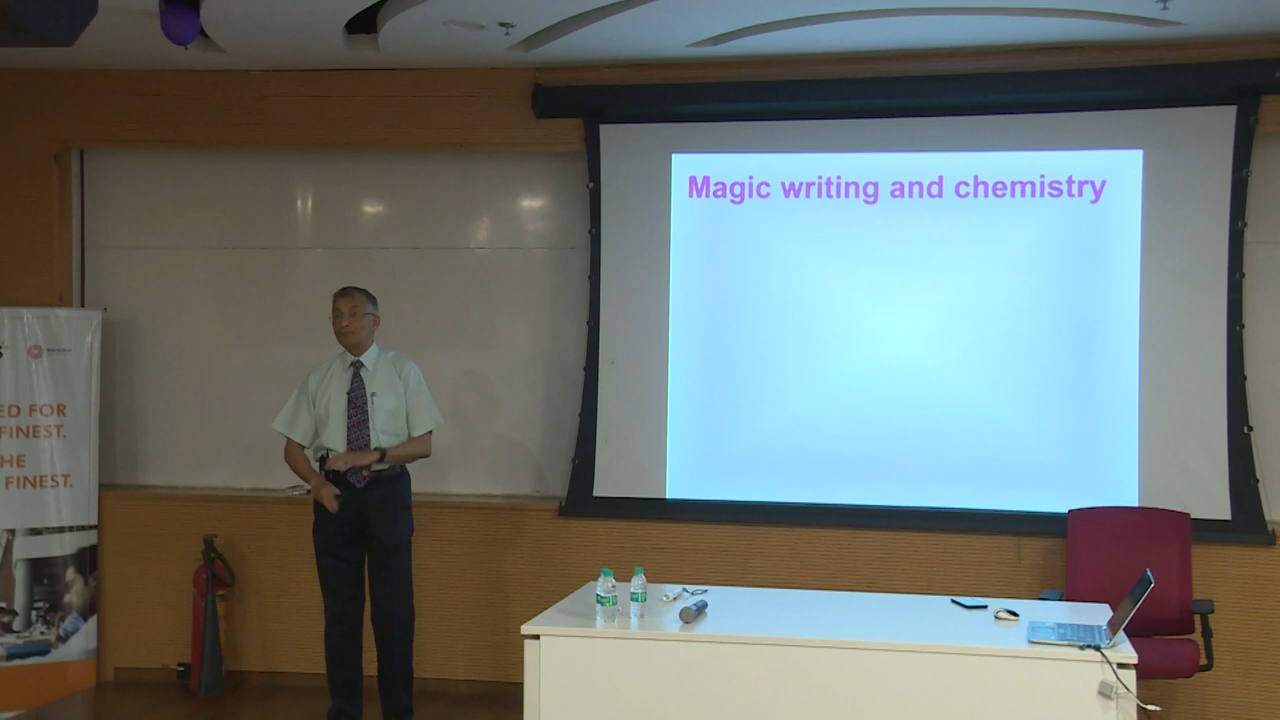 Magic writing and chemistry
ED FOR
FINEST.
HE
FINEST.